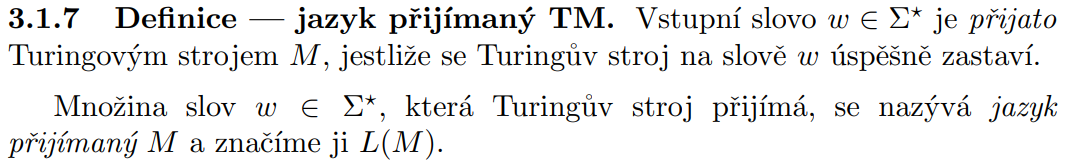 3.1.7 Definice — jazyk přijímaný TM. Vstupní slovo w ∈ Σ⋆ je přijato
Turingovým strojem M, jestliže se Turingův stroj na slově w úspěšně zastaví.
Množina slov w ∈ Σ⋆, která Turingův stroj přijímá, se nazývá jazyk
přijímaný M a značíme ji L(M).